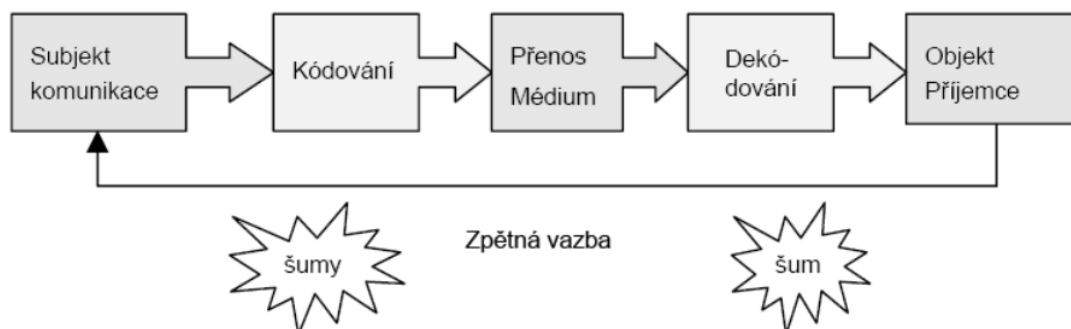 Subjekt
komunikace
Kódování
Přenos
Médium
Dekó-
dování
Objekt
Příjemce
Zpětná vazba
šumy
šum